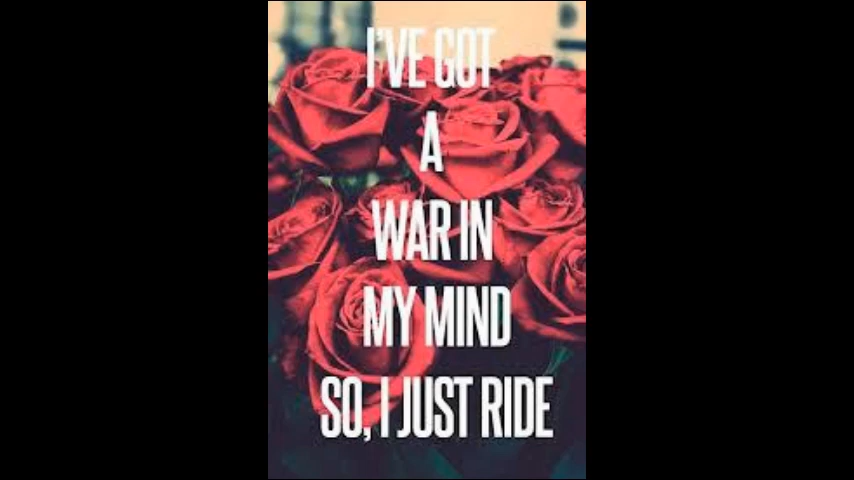 I'VE GOT
A
WAR IN
MY MIND
SO, I JUST RIDE